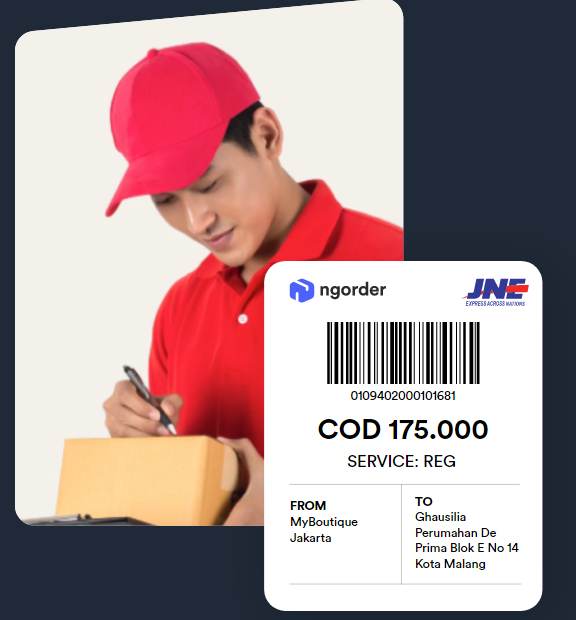 ngorder
JNE
EXPRESS ACROSS NATIONS
0109402000101681
COD 175.000
SERVICE: REG
FROM
MyBoutique
Jakarta
TO
Ghausilia
Perumahan De
Prima Blok E No 14
Kota Malang